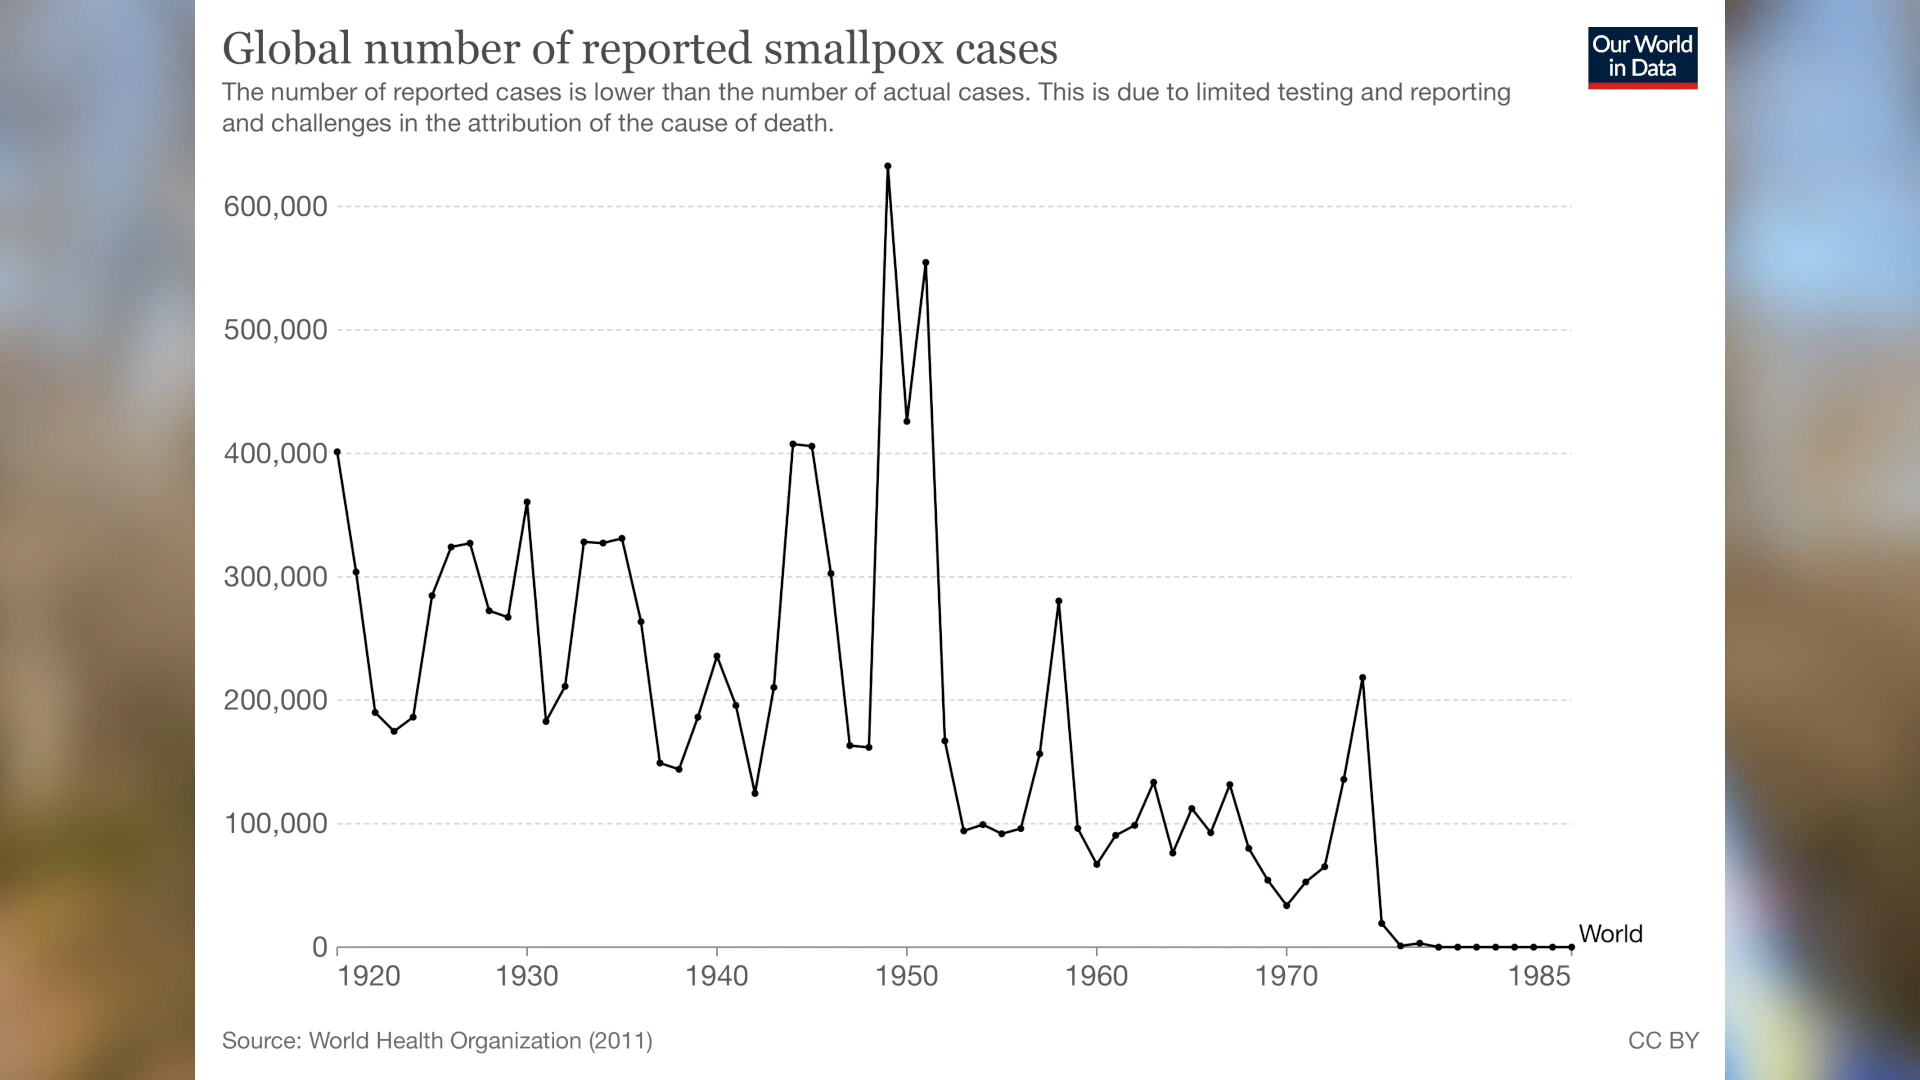 Global number of reported smallpox cases
Our World
in Data
The number of reported cases is lower than the number of actual cases. This is due to limited testing and reporting
and challenges in the attribution of the cause of death.
600,000
500,000
400,000
300,000
200,000
100,000
0
World
1920 1930 1940 1950 1960 1970 1985
Source: World Health Organization (2011)
CC BY